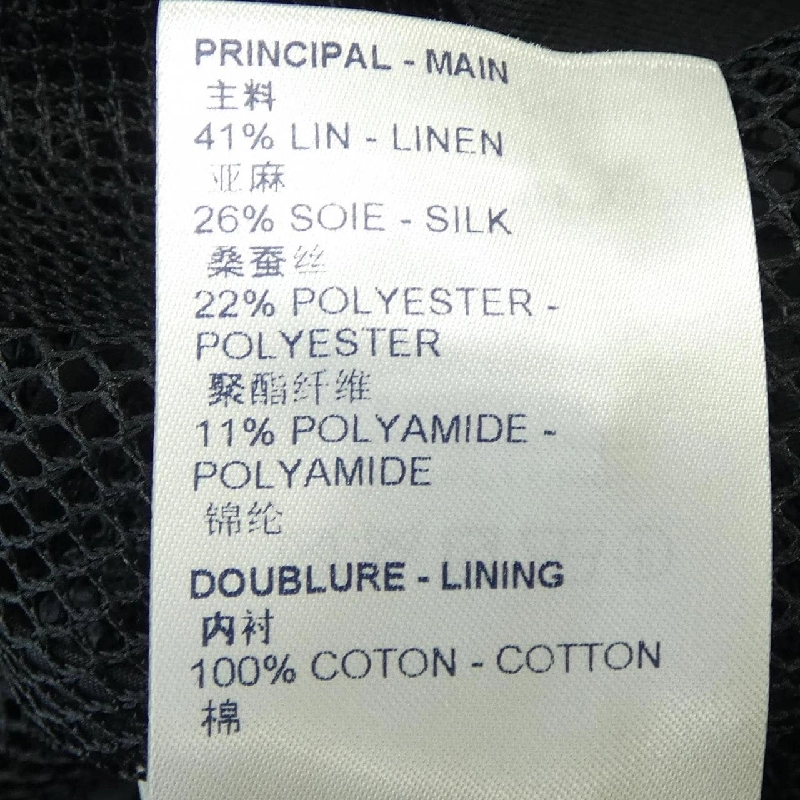 PRINCIPAL - MAIN
主料
41% LIN - LINEN
亚麻
26% SOIE - SILK
桑蚕丝
22% POLYESTER -
POLYESTER
聚酯纤维
11% POLYAMIDE -
POLYAMIDE
锦纶
DOUBLURE - LINING
内衬
100% COTON - COTTON
棉